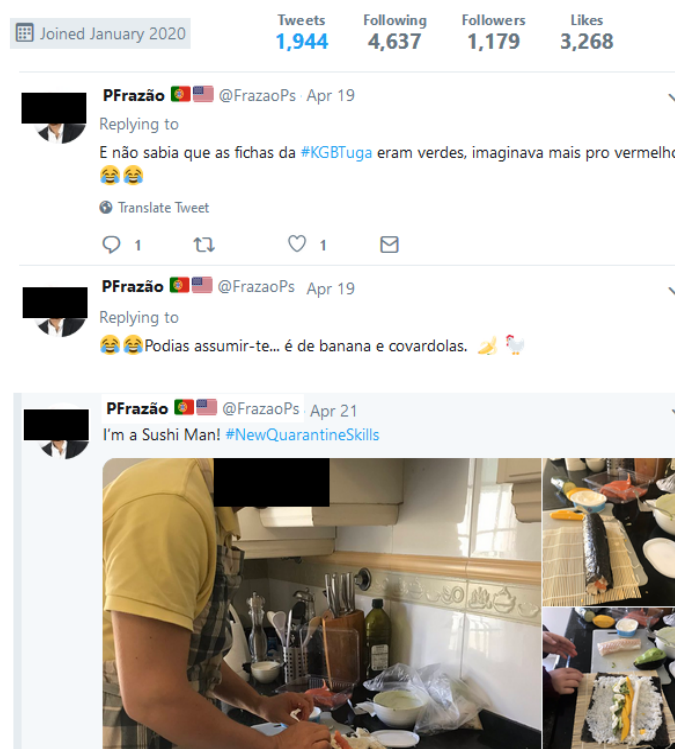 Joined January 2020
Tweets Following Followers Likes
1,944 4,637 1,179 3,268
PFrazão 🇵🇹🇺🇸 @FrazaoPs · Apr 19
Replying to
E não sabia que as fichas da #KGBTuga eram verdes, imaginava mais pro vermelho
😂😂
Translate Tweet
1 1
PFrazão 🇵🇹🇺🇸 @FrazaoPs Apr 19
Replying to
😂😂Podias assumir-te... é de banana e covardolas. 🍌🐓
PFrazão 🇵🇹🇺🇸 @FrazaoPs · Apr 21
I'm a Sushi Man! #NewQuarantineSkills